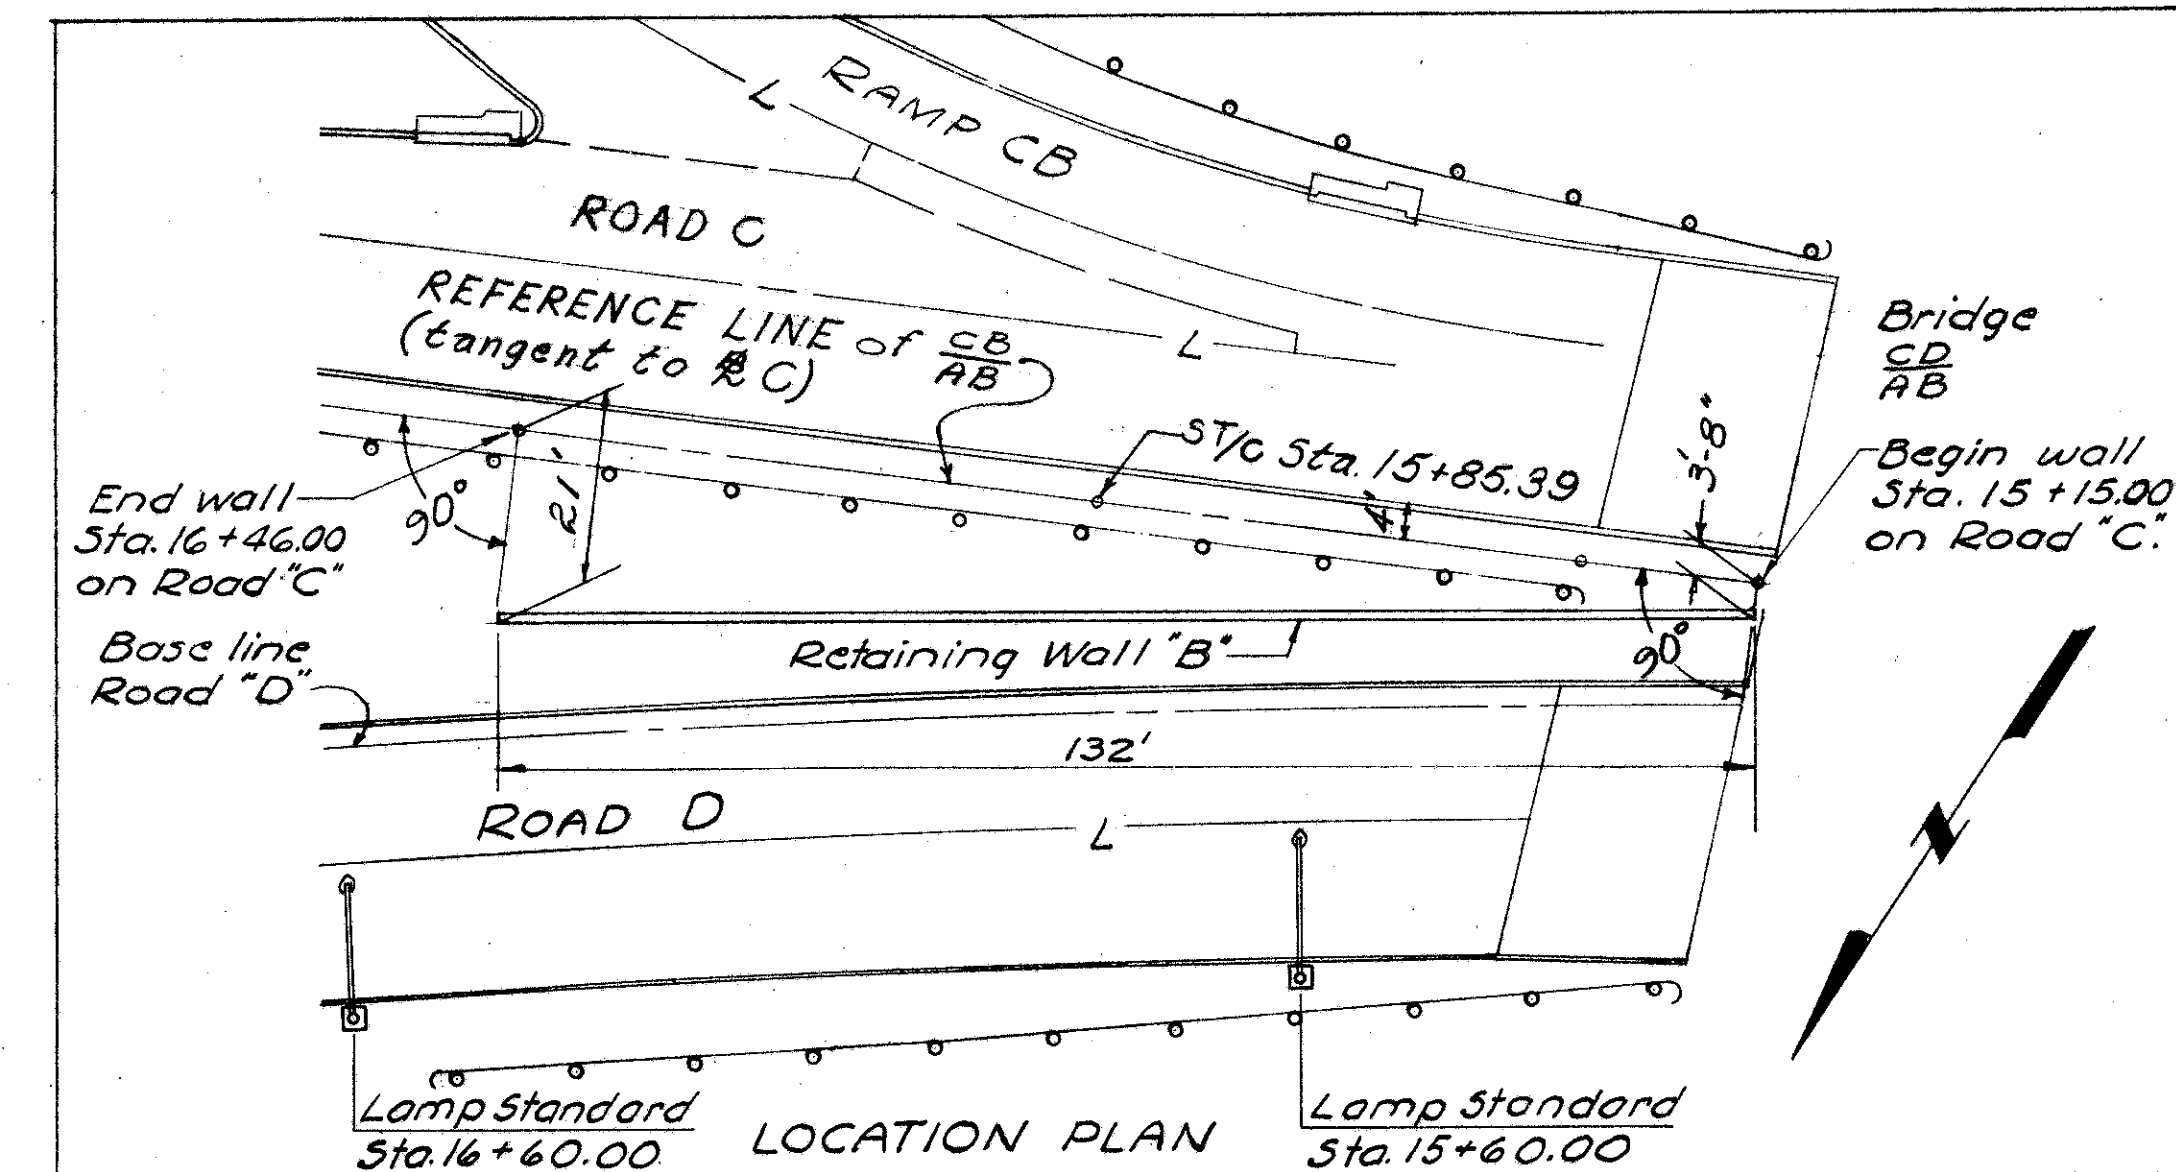 L
RAMP CB
ROAD C
REFERENCE LINE of CB
AB
(tangent to ℄ C)
L
Bridge
CD
AB
3'-8"
ST/C Sta. 15+85.39
Begin wall
Sta. 15+15.00
on Road "C".
End wall
Sta. 16+46.00
on Road "C"
90°
21'
4'
Base line
Road "D"
Retaining Wall "B"
90°
132'
ROAD D
L
N
Lamp Standard
Sta. 16+60.00
LOCATION PLAN
Lamp Standard
Sta. 15+60.00